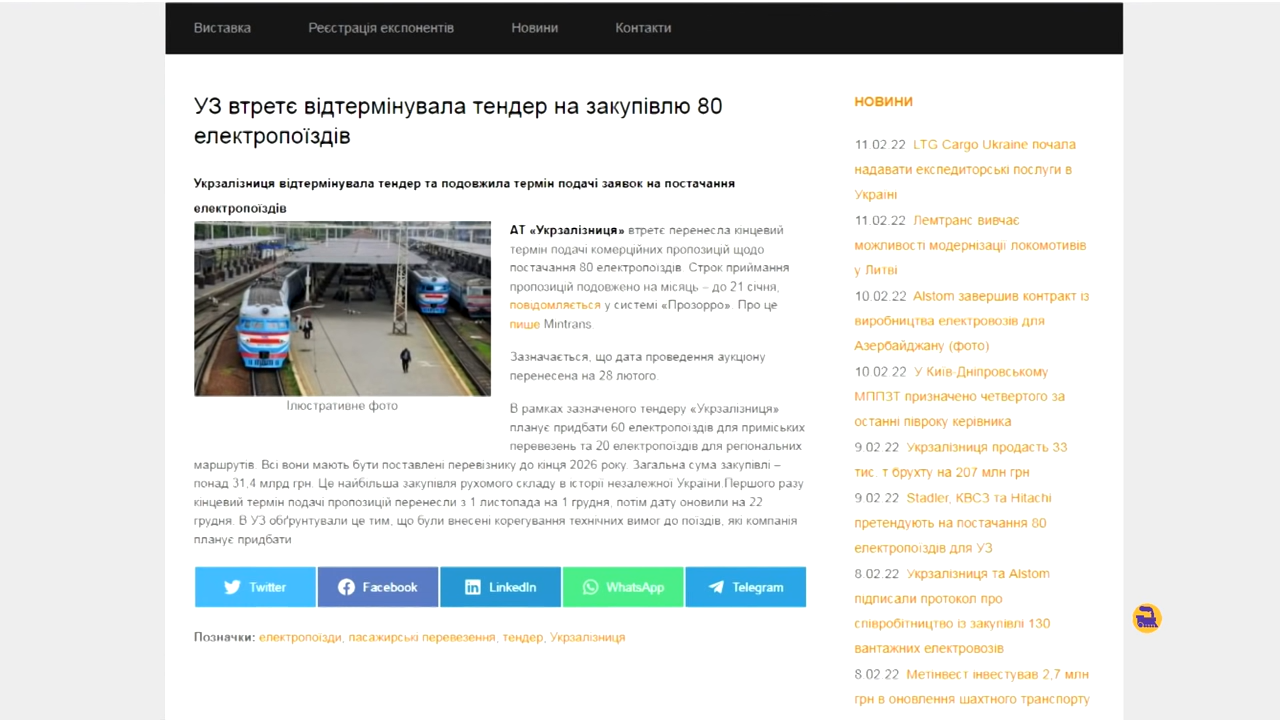 Виставка Реєстрація експонентів Новини Контакти
УЗ втретє відтермінувала тендер на закупівлю 80
електропоїздів
Укрзалізниця відтермінувала тендер та подовжила термін подачі заявок на постачання
електропоїздів
АТ «Укрзалізниця» втретє перенесла кінцевий
термін подачі комерційних пропозицій щодо
постачання 80 електропоїздів. Строк приймання
пропозицій подовжено на місяць – до 21 січня,
повідомляється у системі «Прозорро». Про це
пише Mintrans.
Зазначається, що дата проведення аукціону
перенесена на 28 лютого.
Ілюстративне фото
В рамках зазначеного тендеру «Укрзалізниця»
планує придбати 60 електропоїздів для приміських
перевезень та 20 електропоїздів для регіональних
маршрутів. Всі вони мають бути поставлені перевізнику до кінця 2026 року. Загальна сума закупівлі –
понад 31,4 млрд грн. Це найбільша закупівля рухомого складу в історії незалежної України.Першого разу
кінцевий термін подачі пропозицій перенесли з 1 листопада на 1 грудня, потім дату оновили на 22
грудня. В УЗ обґрунтували це тим, що були внесені корегування технічних вимог до поїздів, які компанія
планує придбати
Twitter Facebook LinkedIn WhatsApp Telegram
Позначки: електропоїзди, пасажирські перевезення, тендер, Укрзалізниця
НОВИНИ
11.02.22 LTG Cargo Ukraine почала
надавати експедиторські послуги в
Україні
11.02.22 Лемтранс вивчає
можливості модернізації локомотивів
у Литві
10.02.22 Alstom завершив контракт із
виробництва електровозів для
Азербайджану (фото)
10.02.22 У Київ-Дніпровському
МППЗТ призначено четвертого за
останні півроку керівника
9.02.22 Укрзалізниця продасть 33
тис. т брухту на 207 млн грн
9.02.22 Stadler, КВСЗ та Hitachi
претендують на постачання 80
електропоїздів для УЗ
8.02.22 Укрзалізниця та Alstom
підписали протокол про
співробітництво із закупівлі 130
вантажних електровозів
8.02.22 Метінвест інвестував 2,7 млн
грн в оновлення шахтного транспорту